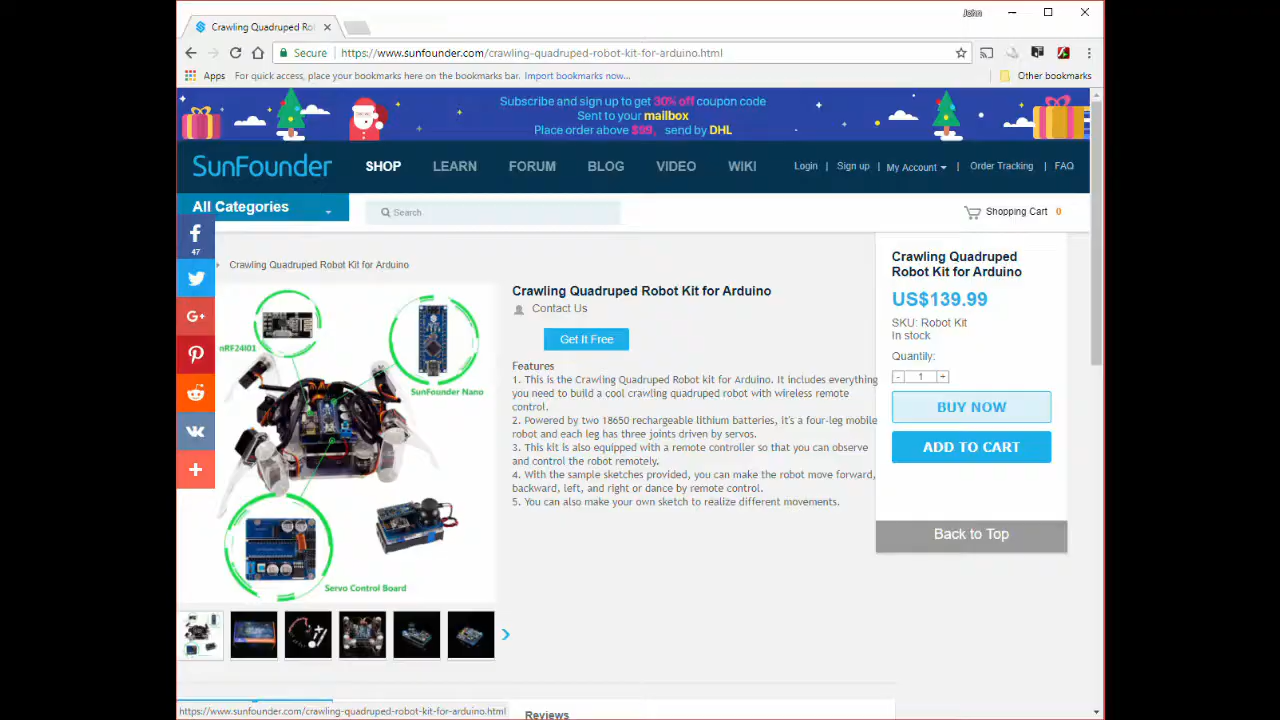 John
Crawling Quadruped Ro
Secure
https://www.sunfounder.com/crawling-quadruped-robot-kit-for-arduino.html
Apps
For quick access, place your bookmarks here on the bookmarks bar. Import bookmarks now...
Other bookmarks
Subscribe and sign up to get 30% off coupon code
Sent to your mailbox
Place order above $99, send by DHL
SunFounder
SHOP
LEARN
FORUM
BLOG
VIDEO
WIKI
Login | Sign up | My Account | Order Tracking | FAQ
All Categories
Search
Shopping Cart 0
47
Crawling Quadruped Robot Kit for Arduino
nRF24l01
SunFounder Nano
Servo Control Board
Crawling Quadruped Robot Kit for Arduino
Contact Us
Get It Free
Features
1. This is the Crawling Quadruped Robot kit for Arduino. It includes everything
you need to build a cool crawling quadruped robot with wireless remote
control.
2. Powered by two 18650 rechargeable lithium batteries, it's a four-leg mobile
robot and each leg has three joints driven by servos.
3. This kit is also equipped with a remote controller so that you can observe
and control the robot remotely.
4. With the sample sketches provided, you can make the robot move forward,
backward, left, and right or dance by remote control.
5. You can also make your own sketch to realize different movements.
Crawling Quadruped
Robot Kit for Arduino
US$139.99
SKU: Robot Kit
In stock
Quantity:
- 1 +
BUY NOW
ADD TO CART
Back to Top
https://www.sunfounder.com/crawling-quadruped-robot-kit-for-arduino.html
Reviews